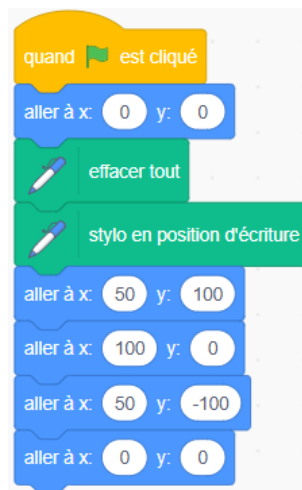 quand est cliqué
aller à x: 0 y: 0
effacer tout
stylo en position d'écriture
aller à x: 50 y: 100
aller à x: 100 y: 0
aller à x: 50 y: -100
aller à x: 0 y: 0